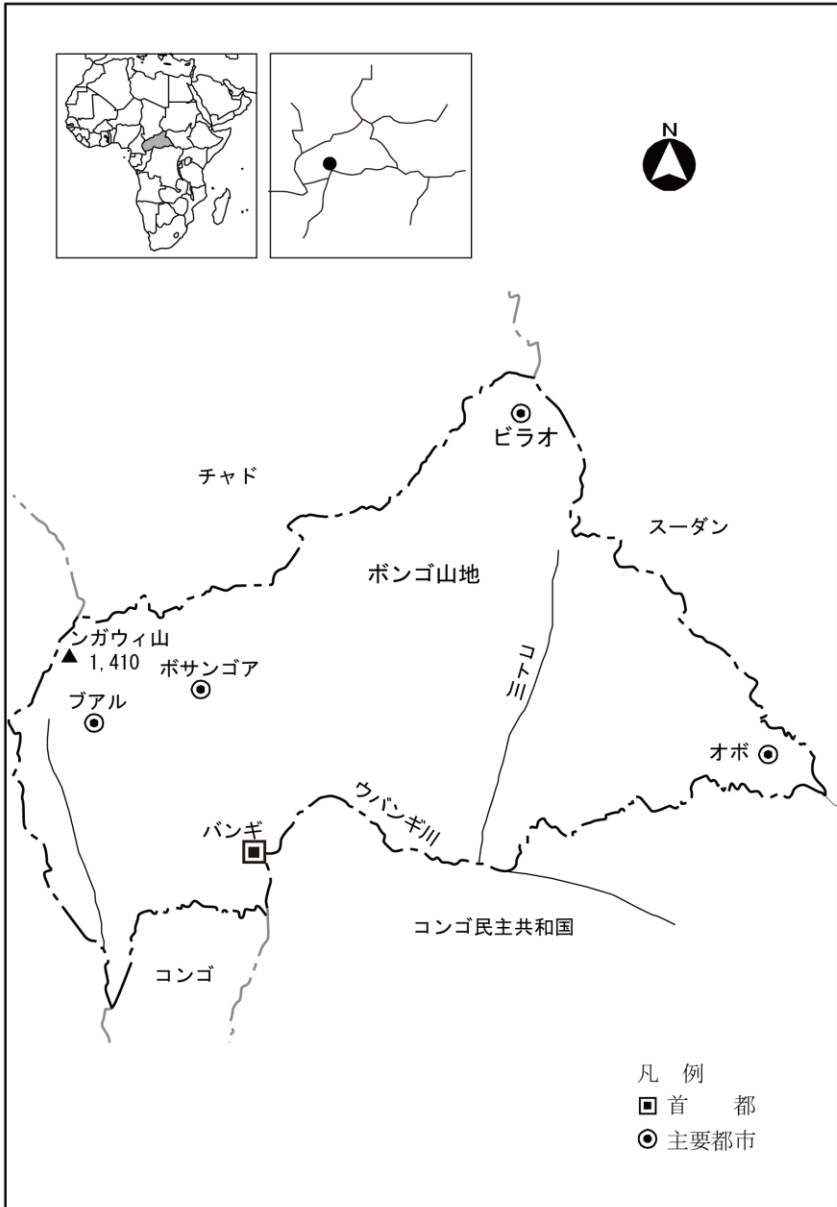 N
ビラオ
チャド
スーダン
ボンゴ山地
ンガウィ山
1,410
ボサンゴア
ブアル
三ヶ山
オボ
ウバンギ川
バンギ
コンゴ民主共和国
コンゴ
凡 例
首 都
主要都市